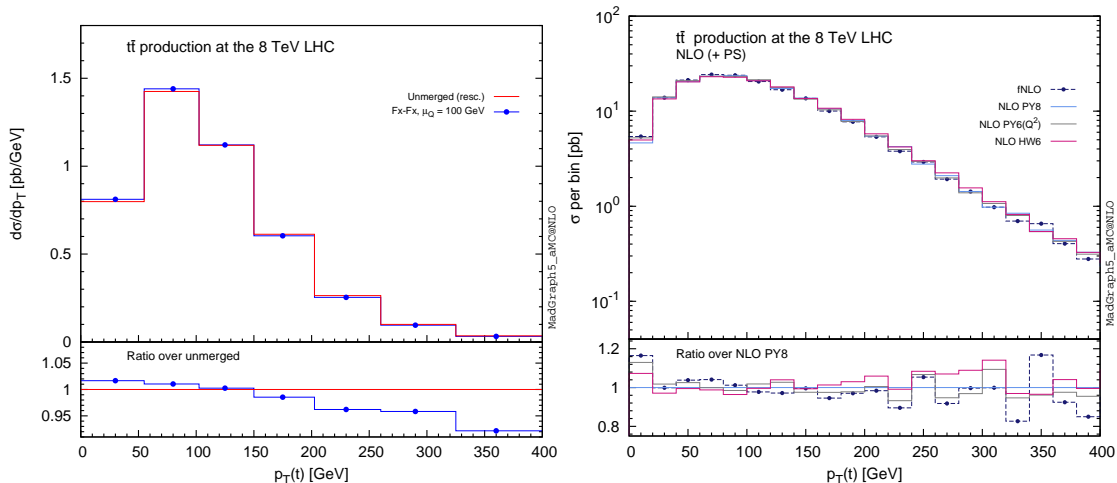 tt̄ production at the 8 TeV LHC
Unmerged (resc.)
Fx-Fx, μQ = 100 GeV
dσ/dpT [pb/GeV]
1.5
1
0.5
0
MadGraph5_aMC@NLO
Ratio over unmerged
1.05
1
0.95
0 50 100 150 200 250 300 350 400
pT(t) [GeV]
tt̄ production at the 8 TeV LHC
NLO (+ PS)
fNLO
NLO PY8
NLO PY6(Q²)
NLO HW6
σ per bin [pb]
10²
10¹
10⁰
10⁻¹
MadGraph5_aMC@NLO
Ratio over NLO PY8
1.2
1.0
0.8
0 50 100 150 200 250 300 350 400
pT(t) [GeV]